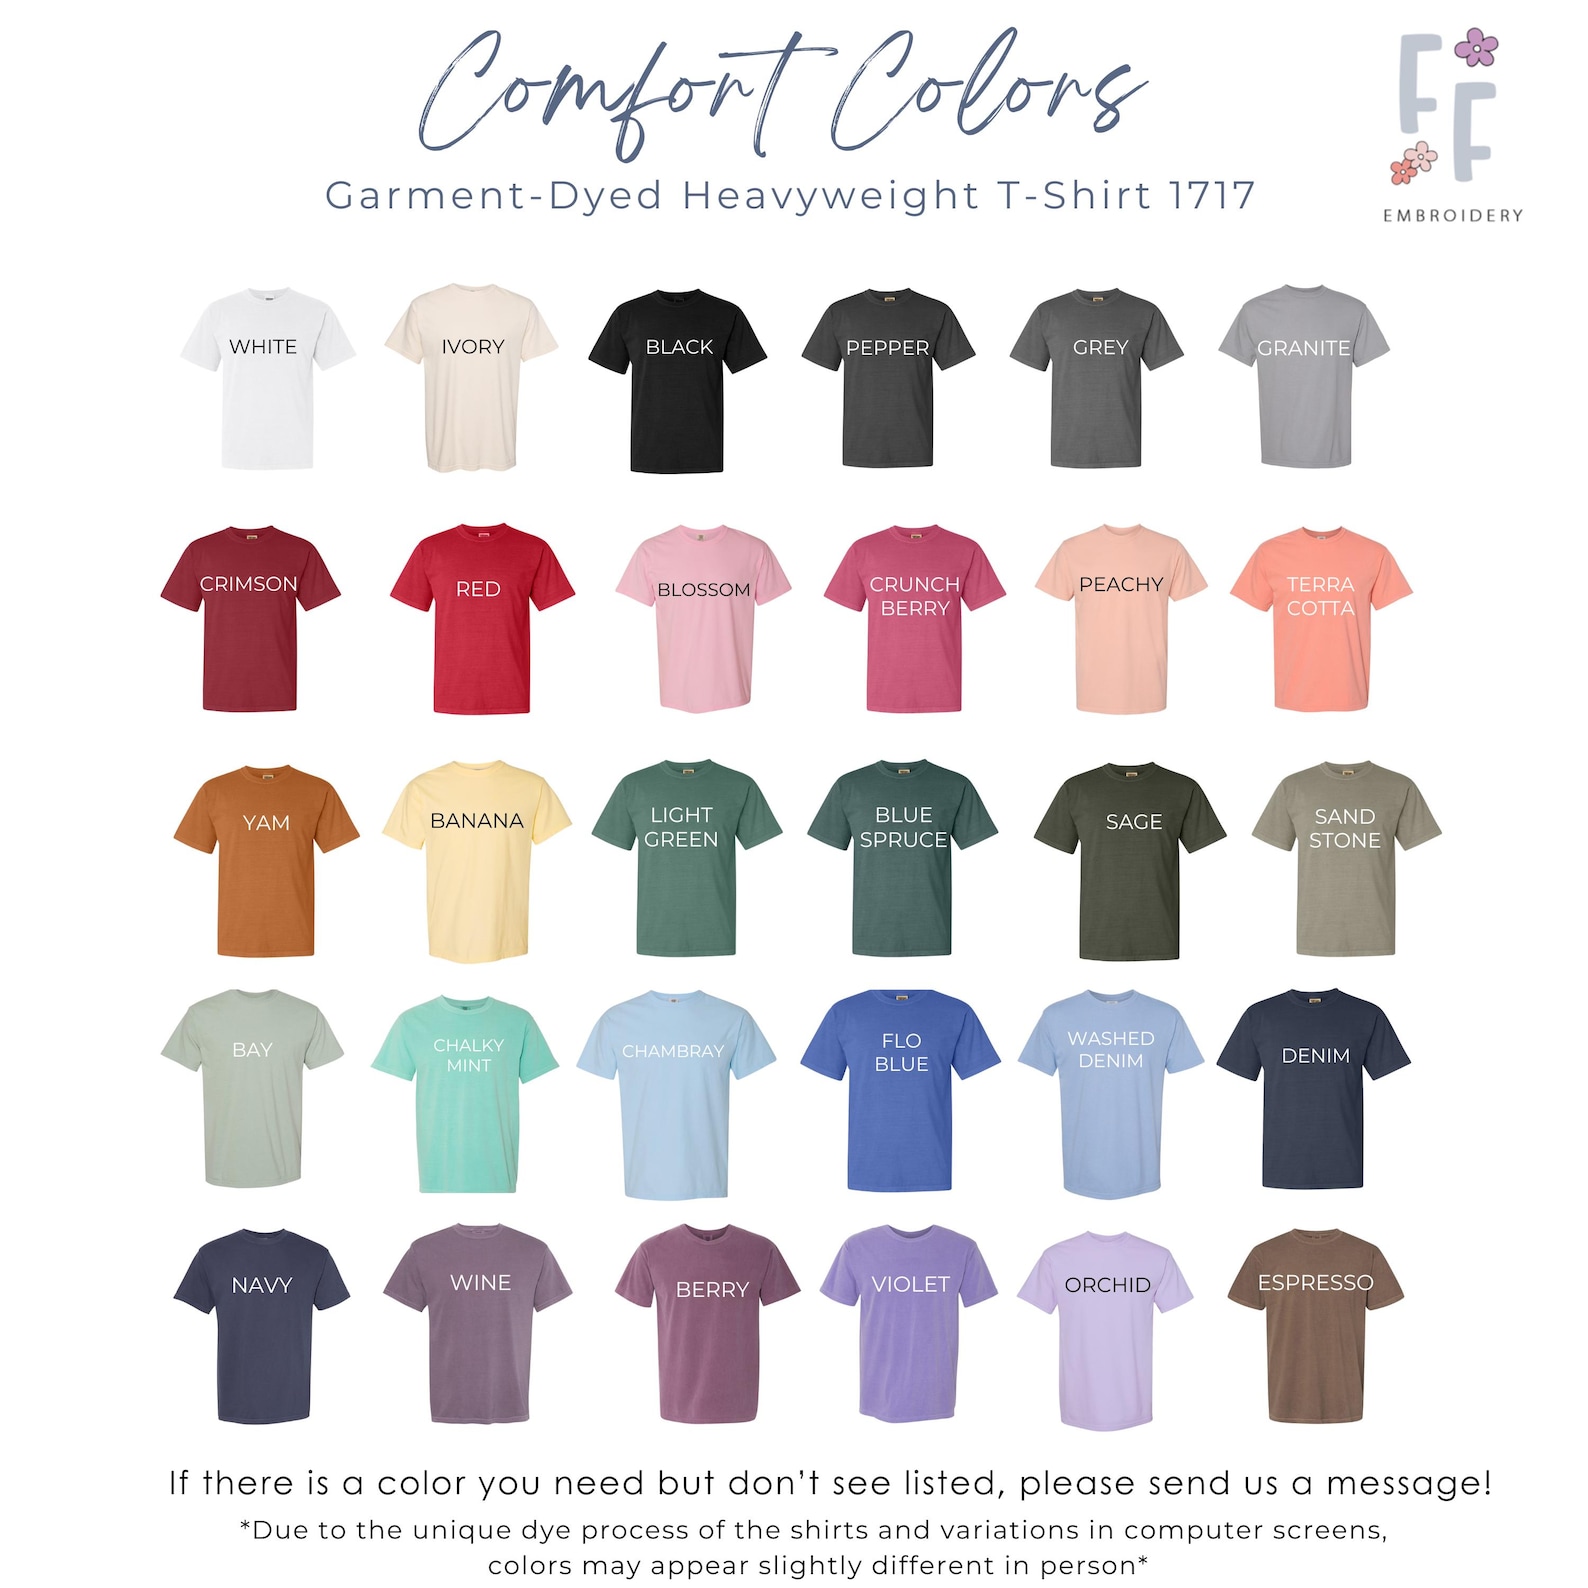 Comfort Colors
Garment-Dyed Heavyweight T-Shirt 1717
FF
EMBROIDERY
WHITE
IVORY
BLACK
PEPPER
GREY
GRANITE
CRIMSON
RED
BLOSSOM
CRUNCH
BERRY
PEACHY
TERRA
COTTA
YAM
BANANA
LIGHT
GREEN
BLUE
SPRUCE
SAGE
SAND
STONE
BAY
CHALKY
MINT
CHAMBRAY
FLO
BLUE
WASHED
DENIM
DENIM
NAVY
WINE
BERRY
VIOLET
ORCHID
ESPRESSO
If there is a color you need but don't see listed, please send us a message!
*Due to the unique dye process of the shirts and variations in computer screens,
colors may appear slightly different in person*